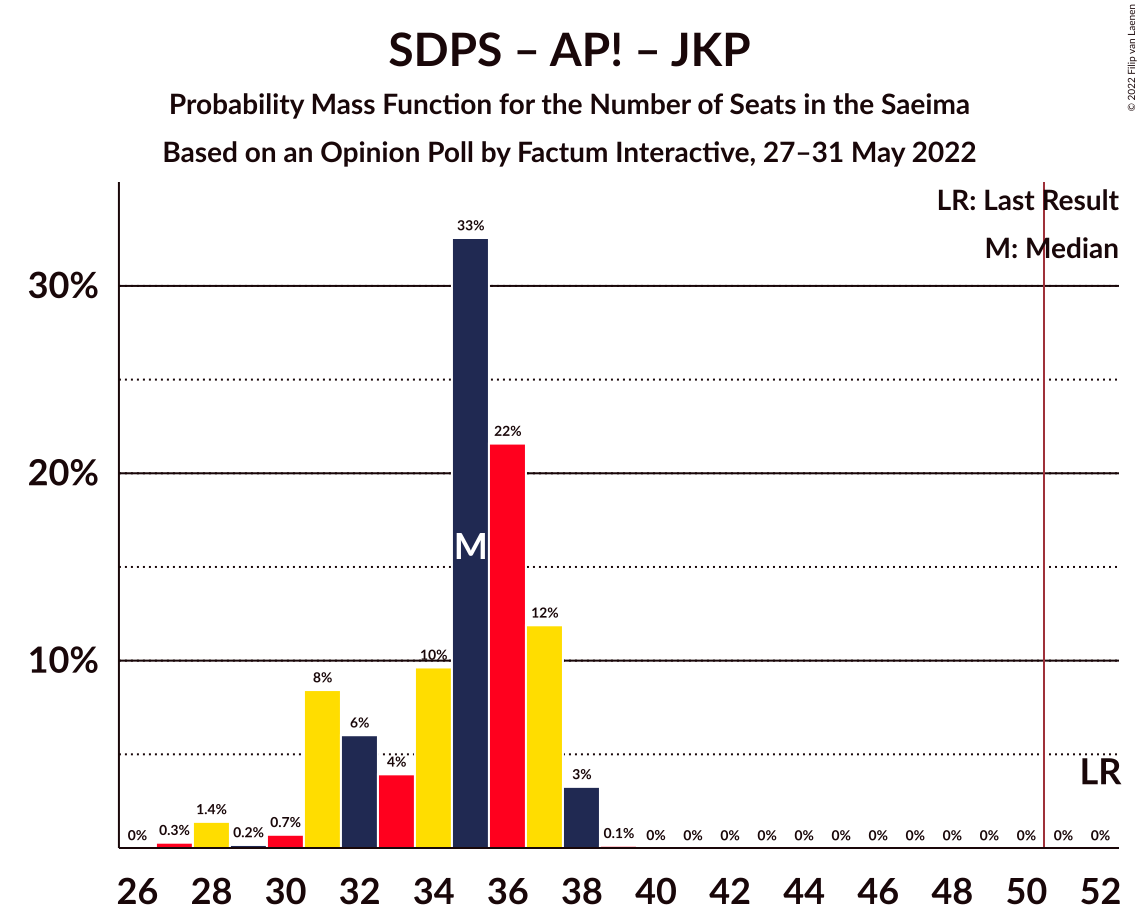 SDPS – AP! – JKP
Probability Mass Function for the Number of Seats in the Saeima
Based on an Opinion Poll by Factum Interactive, 27–31 May 2022
© 2022 Filip van Laenen
LR: Last Result
M: Median
33%
30%
22%
20%
M
12%
10%
10%
8%
6%
4%
3%
LR
0% 0.3% 1.4% 0.2% 0.7% 0.1% 0% 0% 0% 0% 0% 0% 0% 0% 0% 0% 0% 0% 0%
26 28 30 32 34 36 38 40 42 44 46 48 50 52